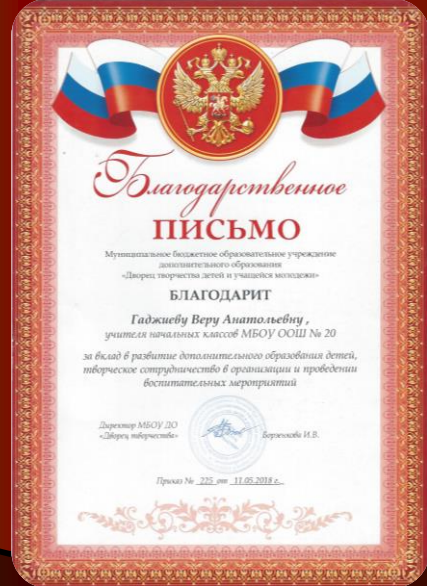 Благодарственное
ПИСЬМО
Муниципальное бюджетное образовательное учреждение
дополнительного образования
«Дворец творчества детей и учащейся молодежи»
БЛАГОДАРИТ
Гаджиеву Веру Анатольевну ,
учителя начальных классов МБОУ ООШ № 20
за вклад в развитие дополнительного образования детей,
творческое сотрудничество в организации и проведении
воспитательных мероприятий
Директор МБОУ ДО
«Дворец творчества» Борзенкова И.В.
Приказ № 225 от 11.05.2018 г.